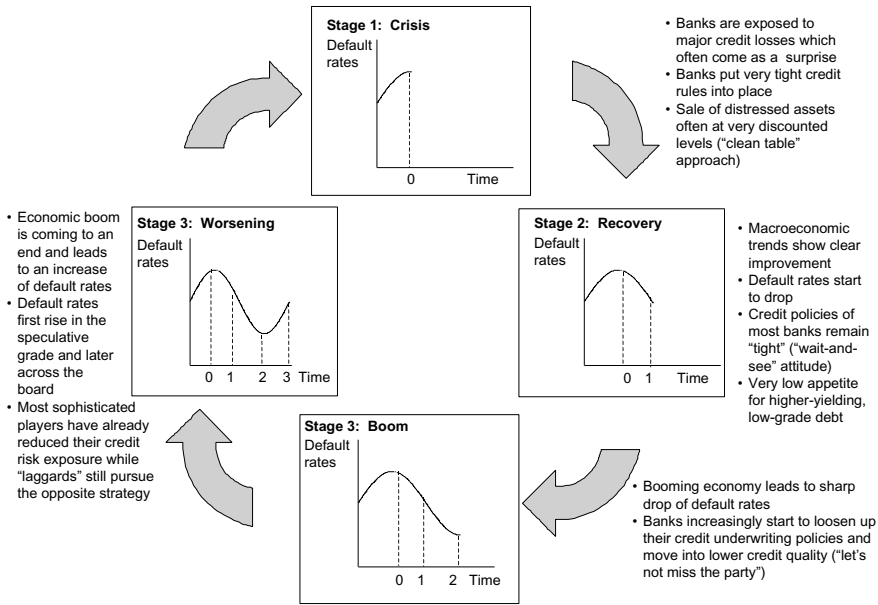 Stage 1: Crisis
Default
rates
0
Time
• Banks are exposed to
major credit losses which
often come as a surprise
• Banks put very tight credit
rules into place
• Sale of distressed assets
often at very discounted
levels (“clean table”
approach)
Stage 2: Recovery
Default
rates
0 1 Time
• Macroeconomic
trends show clear
improvement
• Default rates start
to drop
• Credit policies of
most banks remain
“tight” (“wait-and-
see” attitude)
• Very low appetite
for higher-yielding,
low-grade debt
Stage 3: Boom
Default
rates
0 1 2 Time
• Booming economy leads to sharp
drop of default rates
• Banks increasingly start to loosen up
their credit underwriting policies and
move into lower credit quality (“let’s
not miss the party”)
Stage 3: Worsening
Default
rates
0 1 2 3 Time
• Economic boom
is coming to an
end and leads
to an increase
of default rates
• Default rates
first rise in the
speculative
grade and later
across the
board
• Most sophisticated
players have already
reduced their credit
risk exposure while
“laggards” still pursue
the opposite strategy